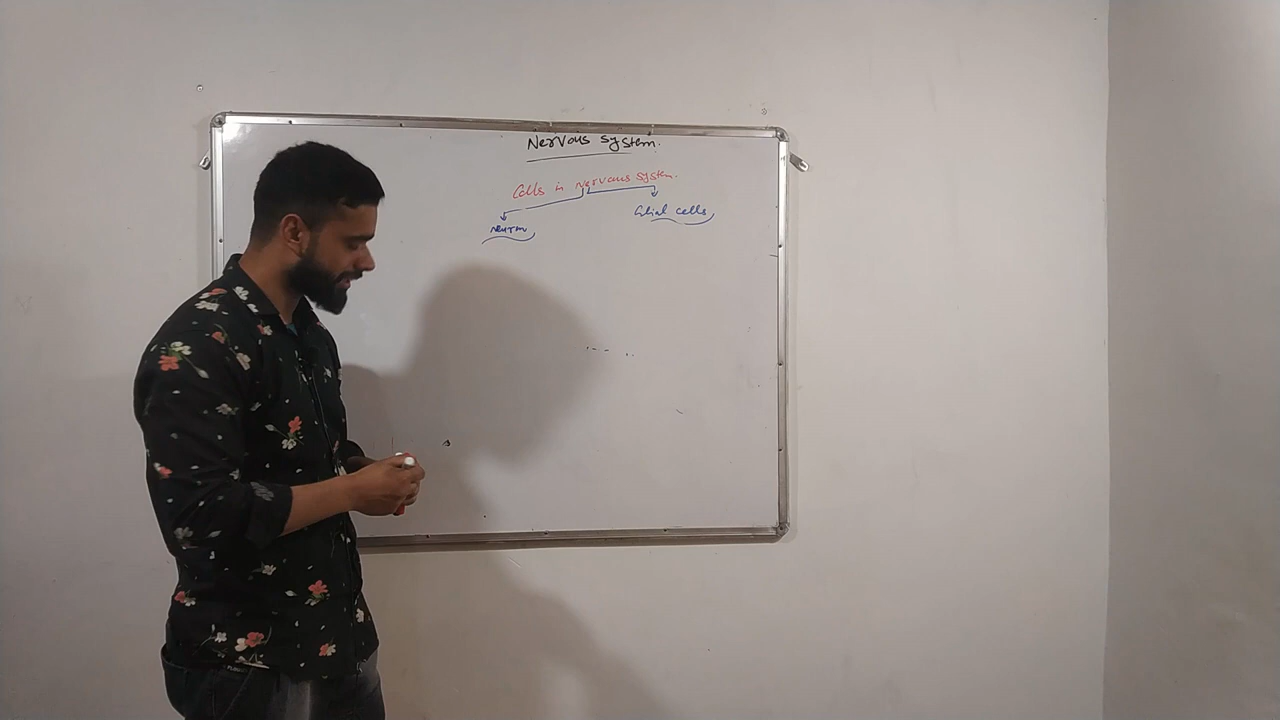 Nervous system.
Cells in nervous system.
Glial cells
neuron